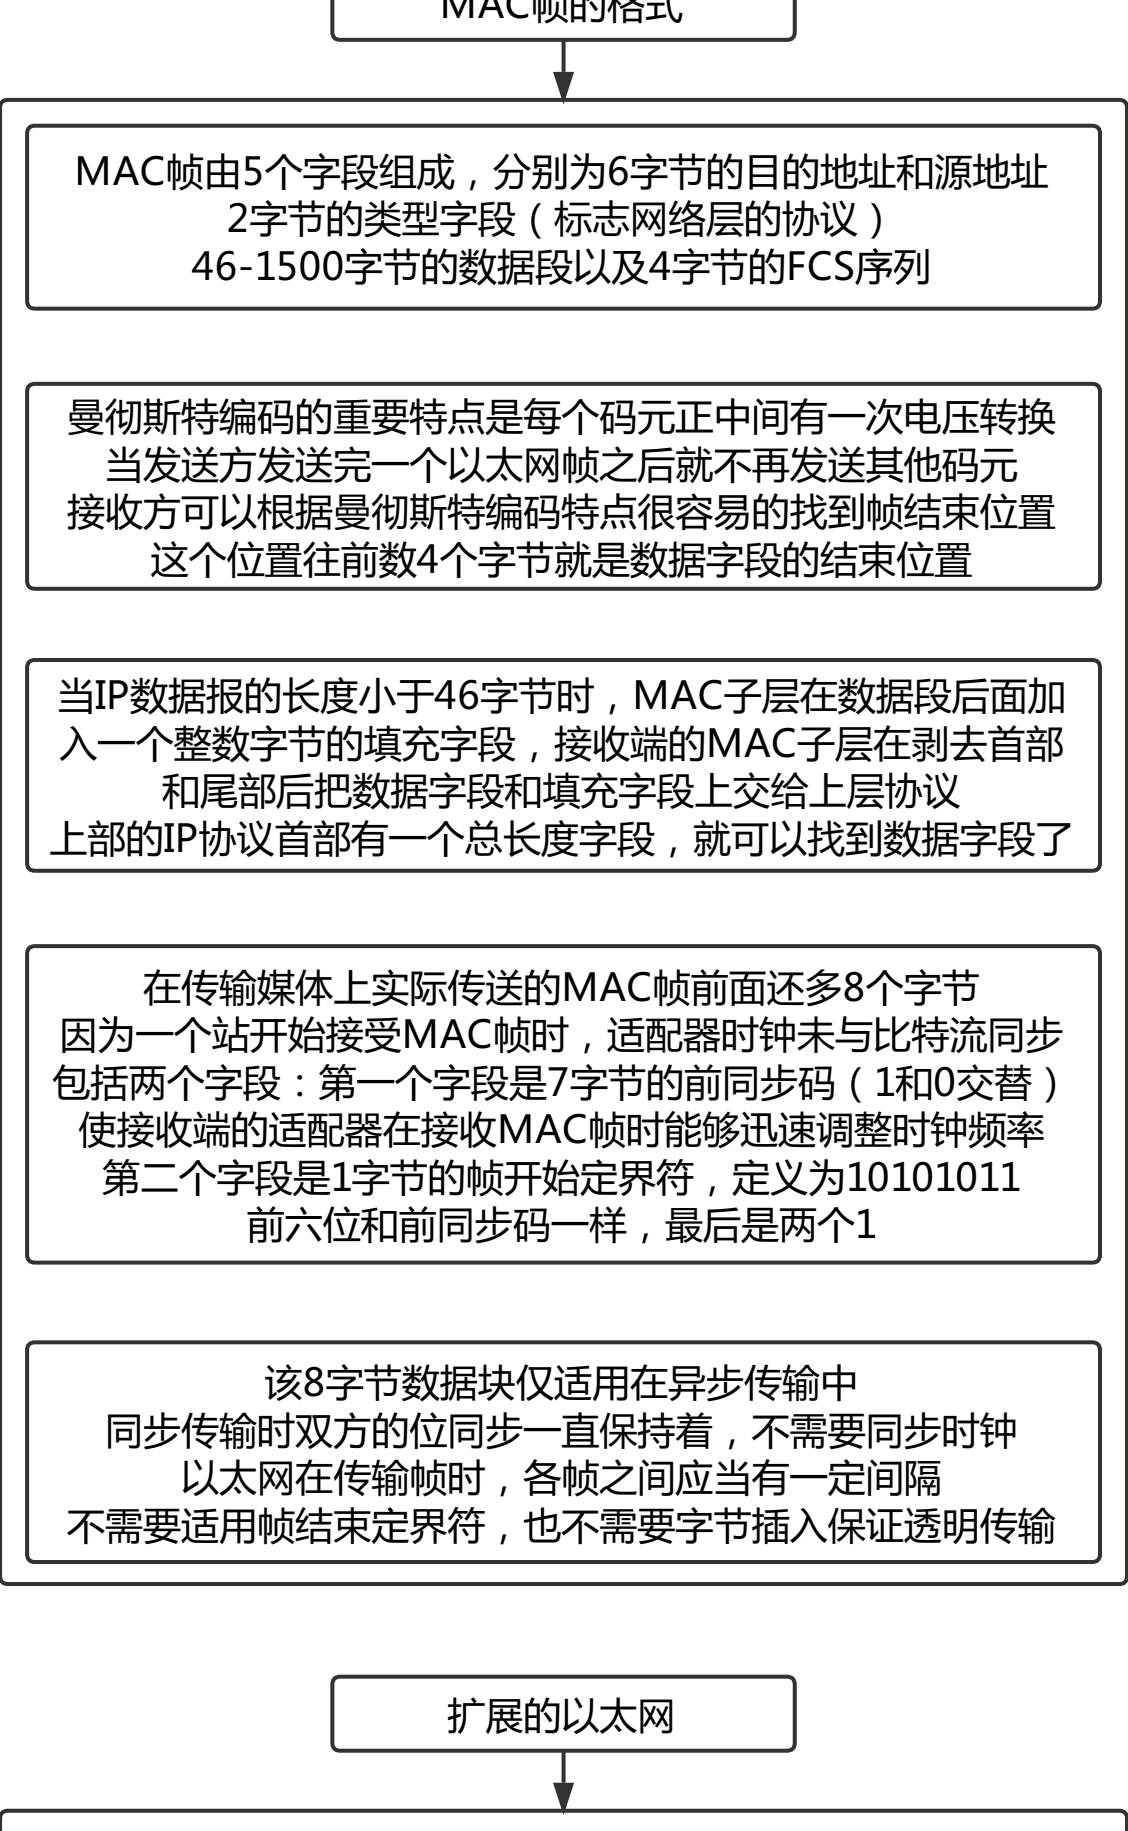 MAC帧的格式
MAC帧由5个字段组成，分别为6字节的目的地址和源地址
2字节的类型字段（标志网络层的协议）
46-1500字节的数据段以及4字节的FCS序列
曼彻斯特编码的重要特点是每个码元正中间有一次电压转换
当发送方发送完一个以太网帧之后就不再发送其他码元
接收方可以根据曼彻斯特编码特点很容易的找到帧结束位置
这个位置往前数4个字节就是数据字段的结束位置
当IP数据报的长度小于46字节时，MAC子层在数据段后面加
入一个整数字节的填充字段，接收端的MAC子层在剥去首部
和尾部后把数据字段和填充字段上交给上层协议
上部的IP协议首部有一个总长度字段，就可以找到数据字段了
在传输媒体上实际传送的MAC帧前面还多8个字节
因为一个站开始接受MAC帧时，适配器时钟未与比特流同步
包括两个字段：第一个字段是7字节的前同步码（1和0交替）
使接收端的适配器在接收MAC帧时能够迅速调整时钟频率
第二个字段是1字节的帧开始定界符，定义为10101011
前六位和前同步码一样，最后是两个1
该8字节数据块仅适用在异步传输中
同步传输时双方的位同步一直保持着，不需要同步时钟
以太网在传输帧时，各帧之间应当有一定间隔
不需要适用帧结束定界符，也不需要字节插入保证透明传输
扩展的以太网